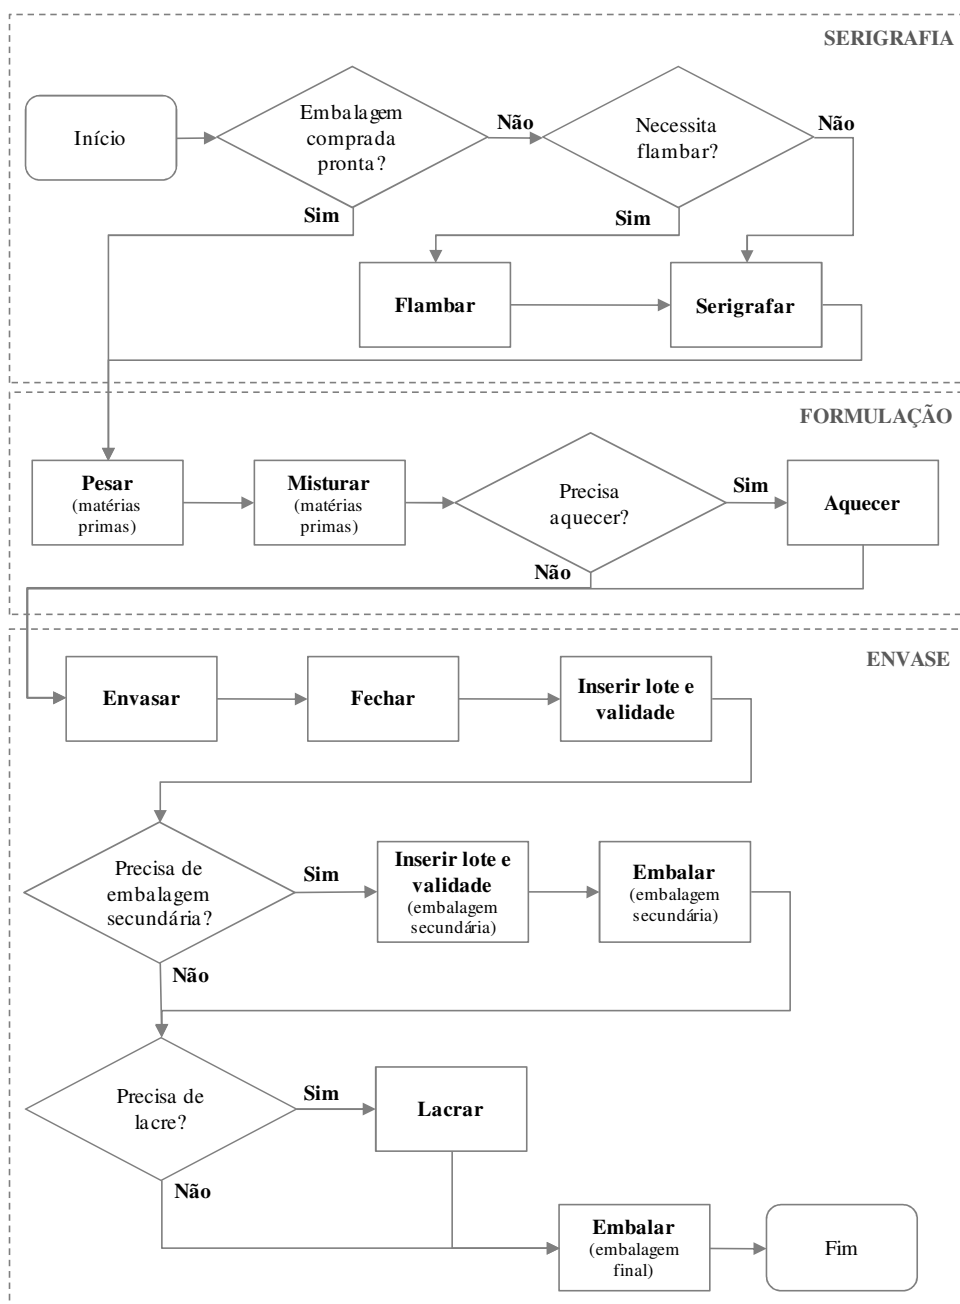 SERIGRAFIA
Início
Embalagem
comprada
pronta?
Não
Necessita
flambar?
Não
Sim
Sim
Flambar
Serigrafar
FORMULAÇÃO
Pesar
(matérias
primas)
Misturar
(matérias
primas)
Precisa
aquecer?
Sim
Aquecer
Não
ENVASE
Envasar
Fechar
Inserir lote e
validade
Precisa de
embalagem
secundária?
Sim
Inserir lote e
validade
(embalagem
secundária)
Embalar
(embalagem
secundária)
Não
Precisa de
lacre?
Sim
Lacrar
Não
Embalar
(embalagem
final)
Fim